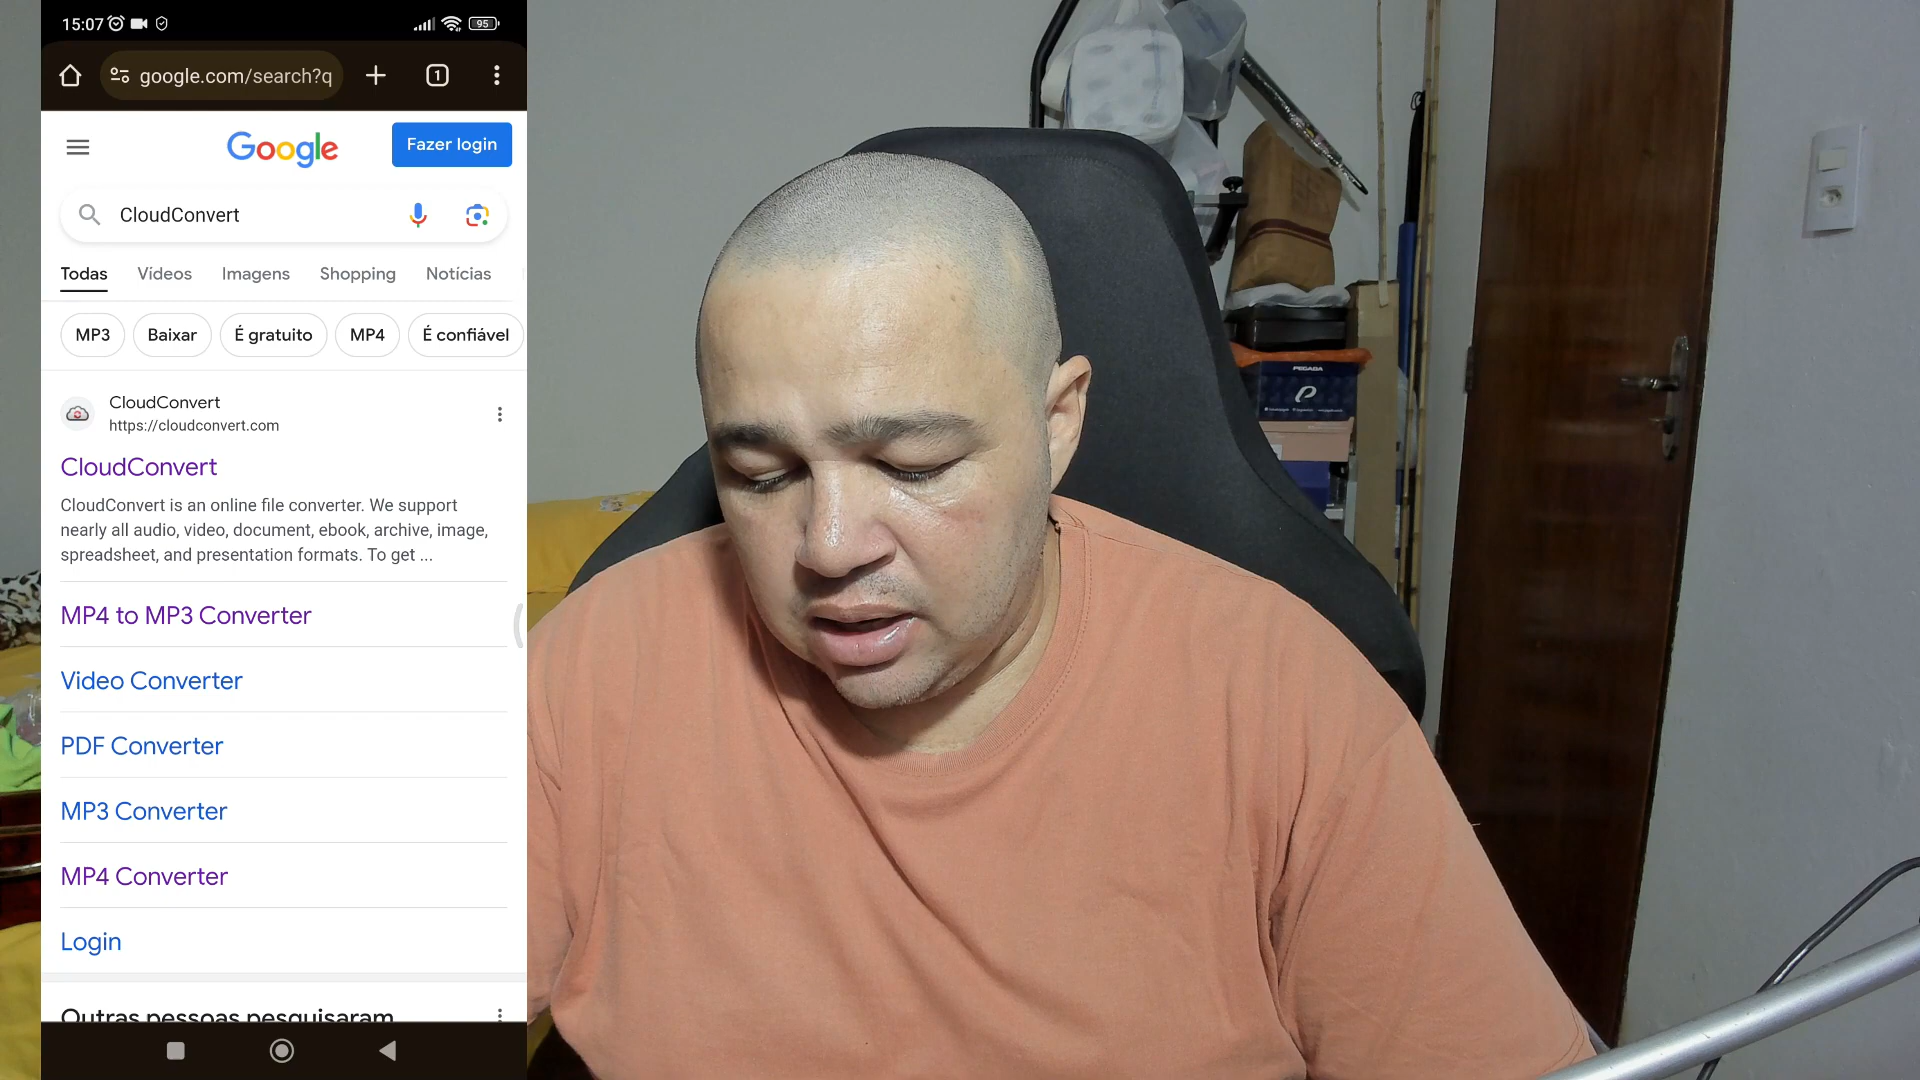 15:07
95
google.com/search?q
1
Google
Fazer login
CloudConvert
Todas
Vídeos
Imagens
Shopping
Notícias
MP3
Baixar
É gratuito
MP4
É confiável
CloudConvert
https://cloudconvert.com
CloudConvert
CloudConvert is an online file converter. We support
nearly all audio, video, document, ebook, archive, image,
spreadsheet, and presentation formats. To get ...
MP4 to MP3 Converter
Video Converter
PDF Converter
MP3 Converter
MP4 Converter
Login
Outras pessoas pesquisaram
PEGADA